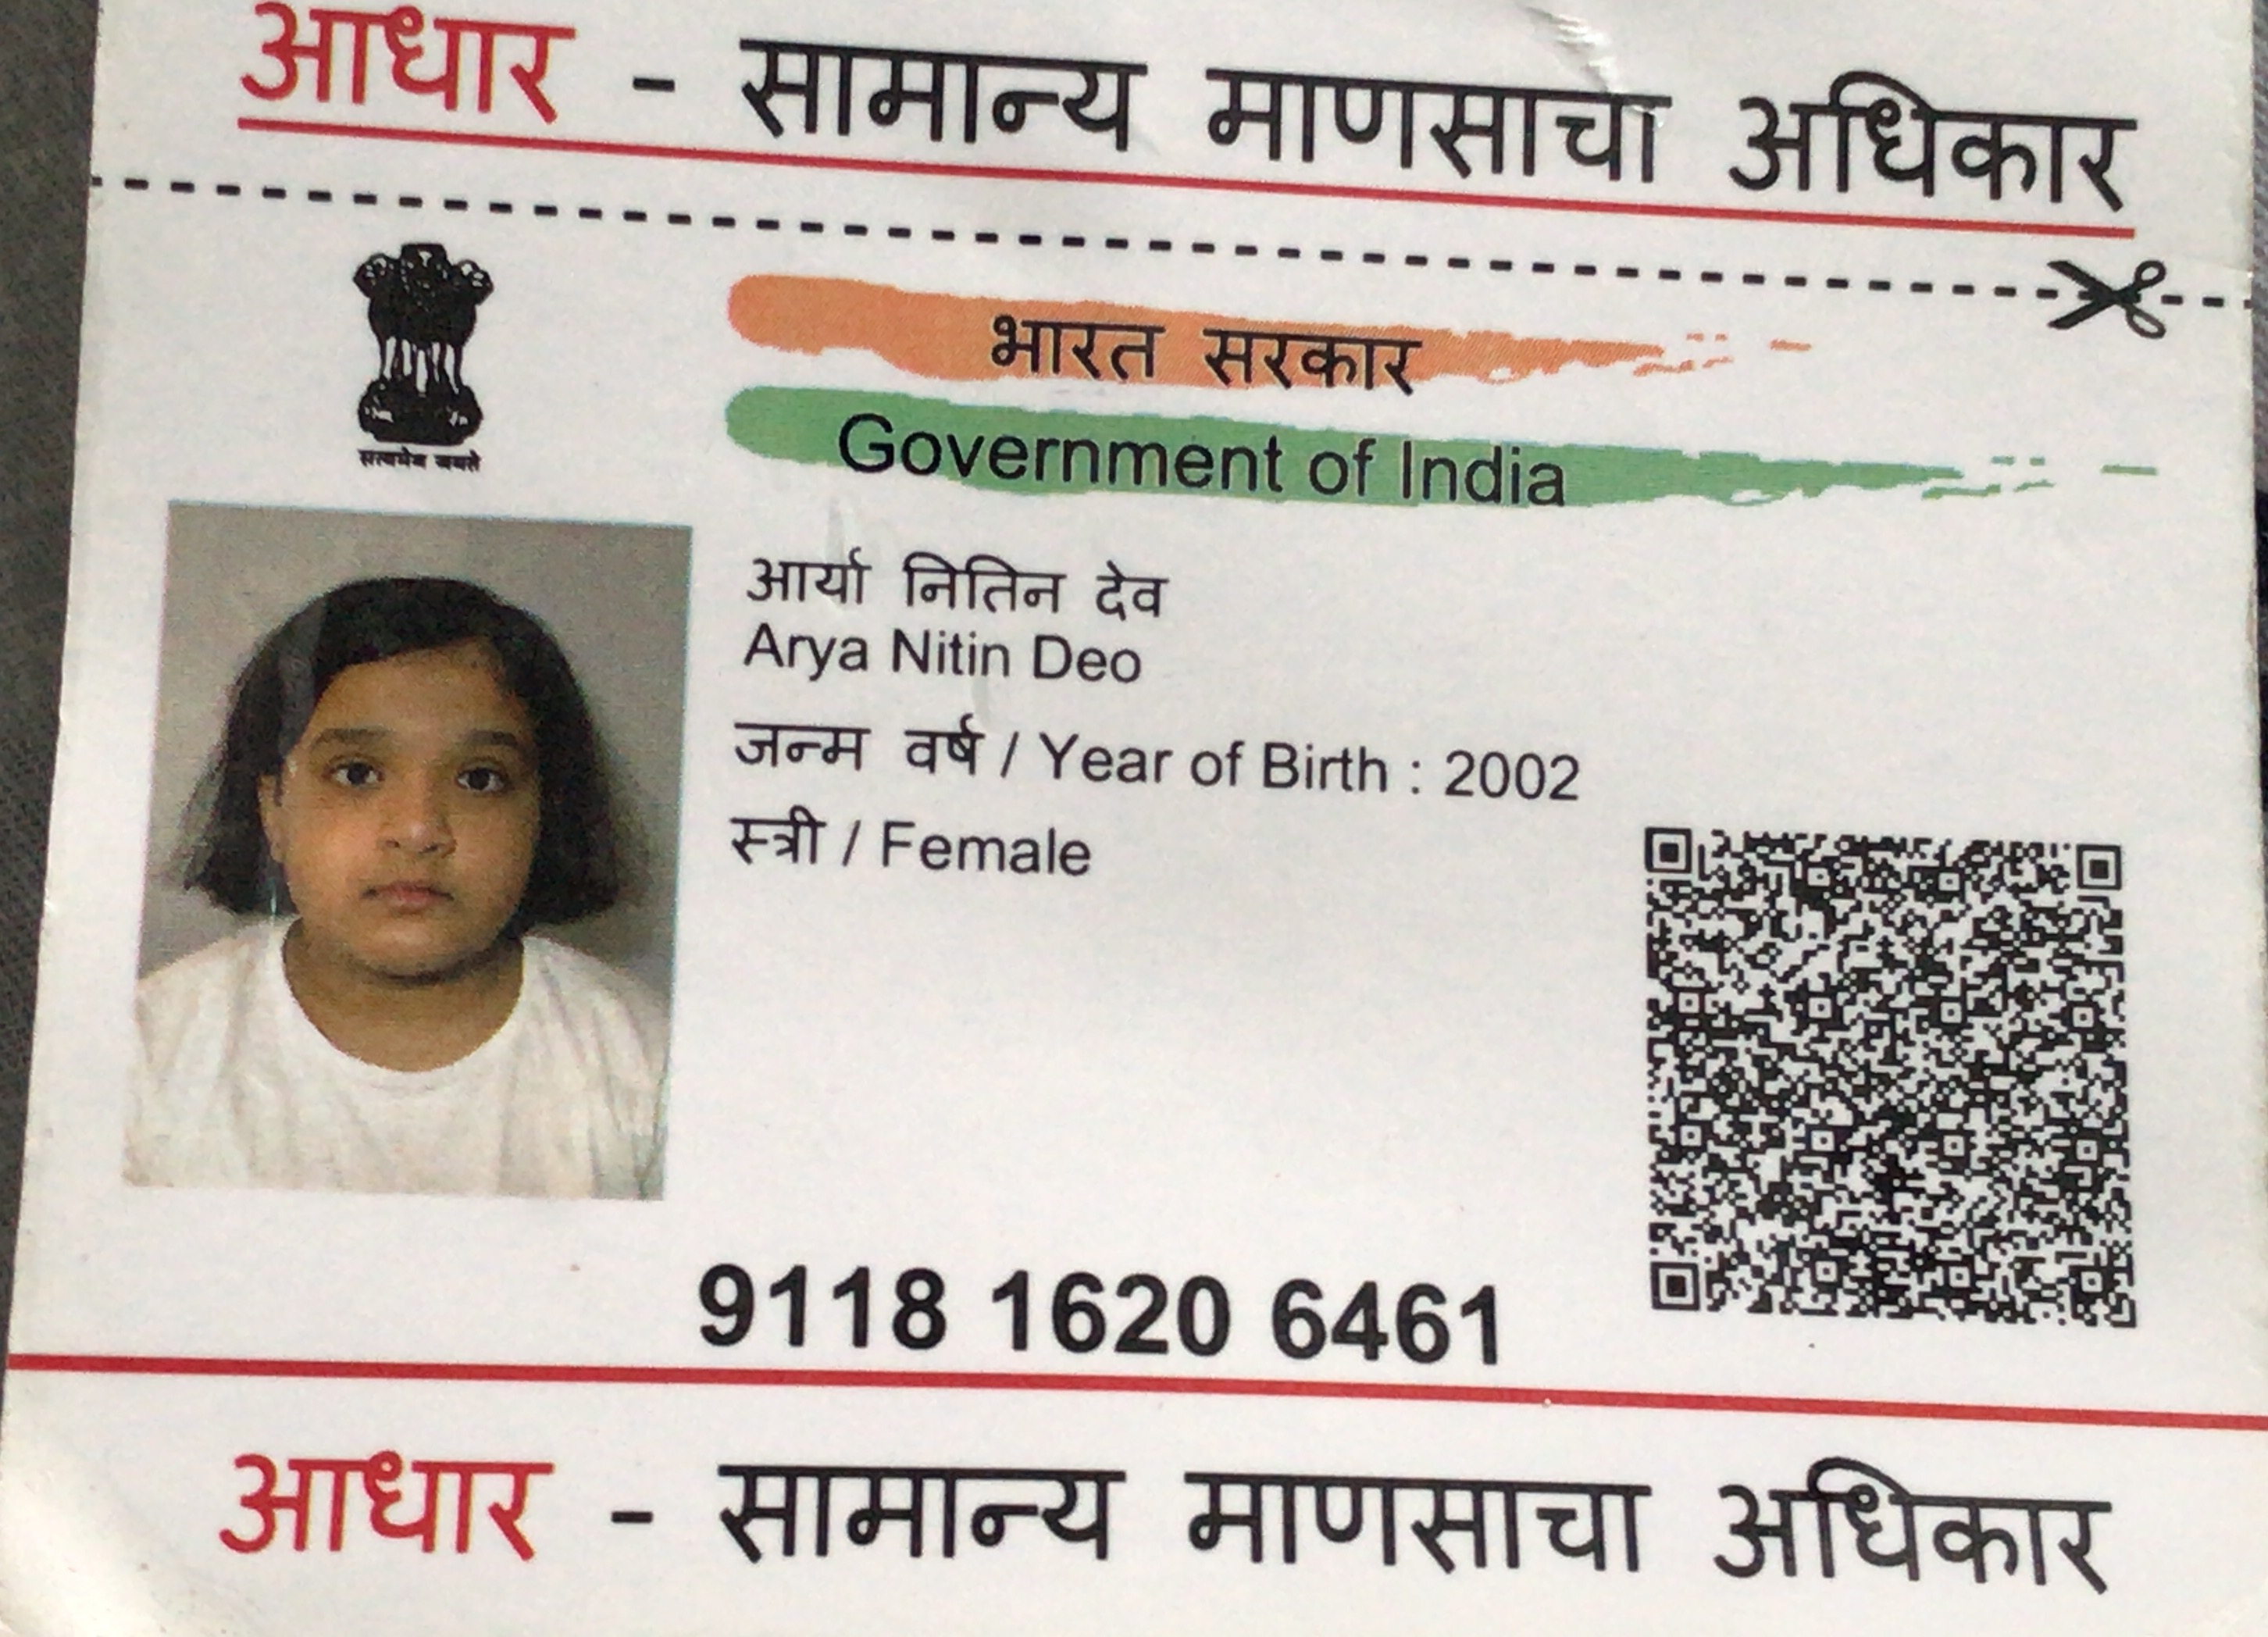 आधार - सामान्य माणसाचा अधिकार
सत्यमेव जयते
भारत सरकार
Government of India
आर्या नितिन देव
Arya Nitin Deo
जन्म वर्ष / Year of Birth : 2002
स्त्री / Female
9118 1620 6461
आधार - सामान्य माणसाचा अधिकार